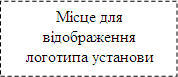 Місце для
відображення
логотипа установи